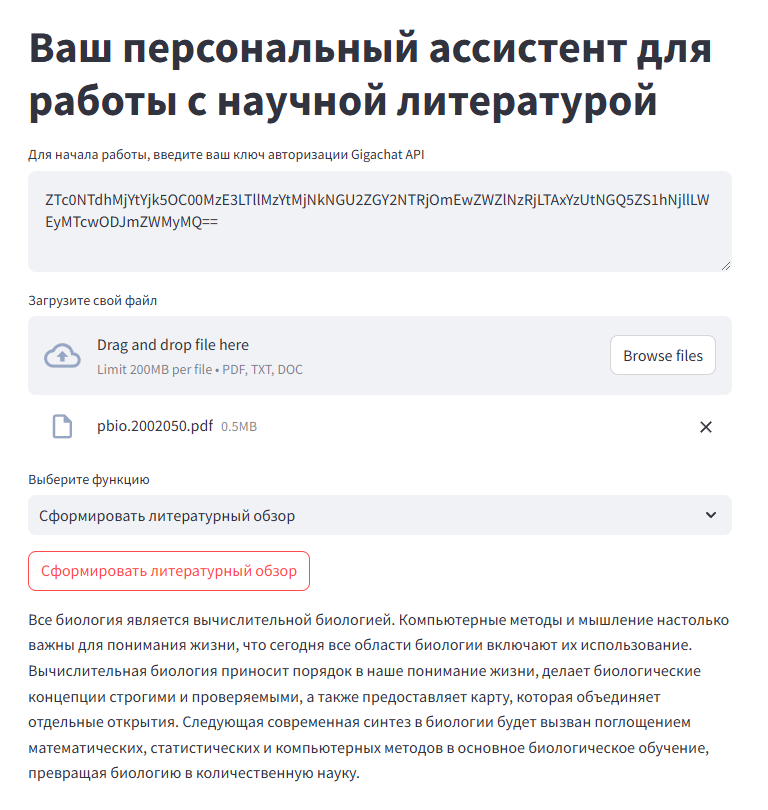 Ваш персональный ассистент для
работы с научной литературой
Для начала работы, введите ваш ключ авторизации Gigachat API
ZTc0NTdhMjYtYjk5OC00MzE3LTllMzYtMjNkNGU2ZGY2NTRjOmEwZWZlNzRjLTAxYzUtNGQ5ZS1hNjllLW
EyMTcwODJmZWMyMQ==
Загрузите свой файл
Drag and drop file here
Limit 200MB per file • PDF, TXT, DOC
Browse files
pbio.2002050.pdf 0.5MB
Выберите функцию
Сформировать литературный обзор
Сформировать литературный обзор
Все биология является вычислительной биологией. Компьютерные методы и мышление настолько
важны для понимания жизни, что сегодня все области биологии включают их использование.
Вычислительная биология приносит порядок в наше понимание жизни, делает биологические
концепции строгими и проверяемыми, а также предоставляет карту, которая объединяет
отдельные открытия. Следующая современная синтез в биологии будет вызван поглощением
математических, статистических и компьютерных методов в основное биологическое обучение,
превращая биологию в количественную науку.